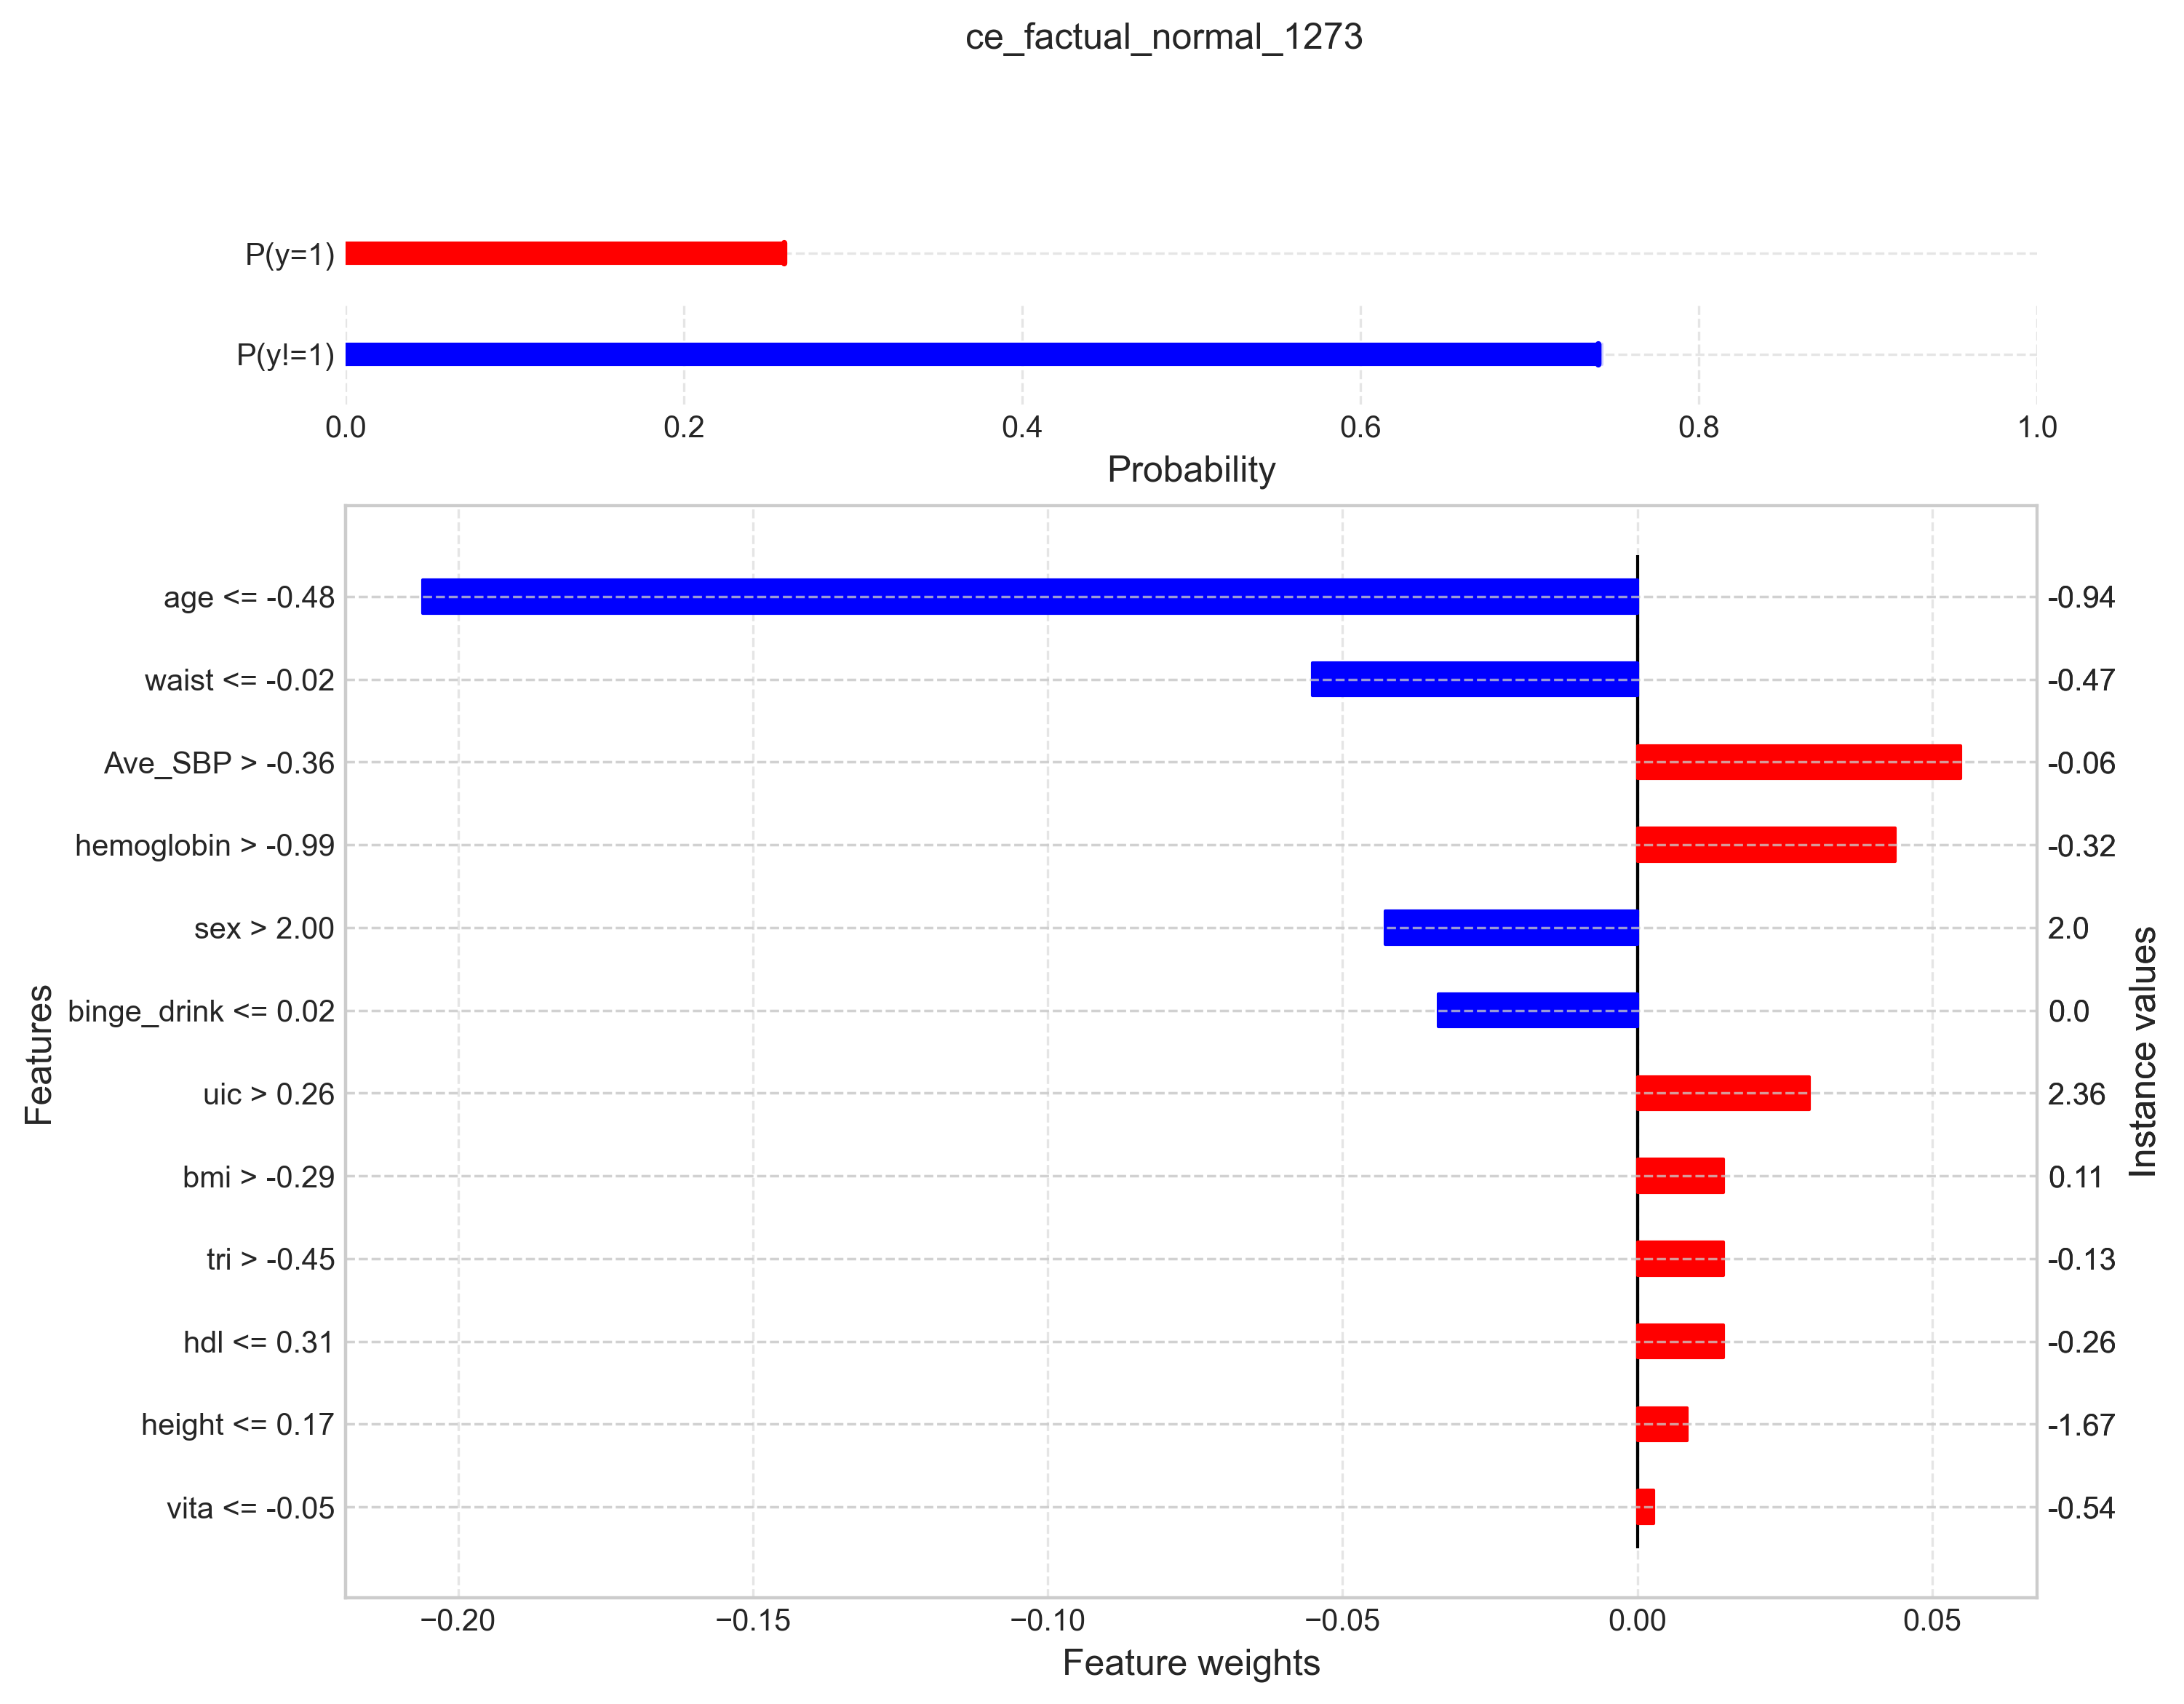 ce_factual_normal_1273
P(y=1)
P(y!=1)
0.0 0.2 0.4 0.6 0.8 1.0
Probability
age <= -0.48 -0.94
waist <= -0.02 -0.47
Ave_SBP > -0.36 -0.06
hemoglobin > -0.99 -0.32
sex > 2.00 2.0
binge_drink <= 0.02 0.0
uic > 0.26 2.36
bmi > -0.29 0.11
tri > -0.45 -0.13
hdl <= 0.31 -0.26
height <= 0.17 -1.67
vita <= -0.05 -0.54
Features
Instance values
−0.20 −0.15 −0.10 −0.05 0.00 0.05
Feature weights